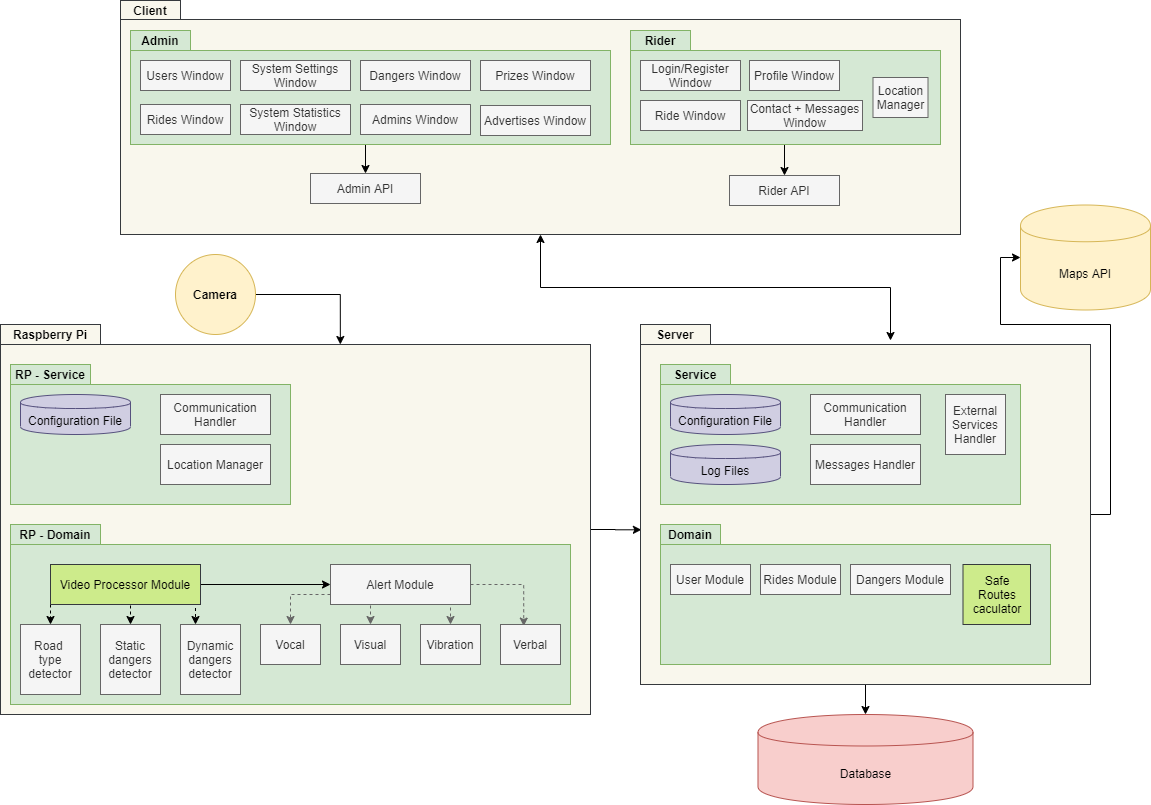 Client
Admin
Users Window
System Settings
Window
Dangers Window
Prizes Window
Rides Window
System Statistics
Window
Admins Window
Advertises Window
Admin API
Rider
Login/Register
Window
Profile Window
Location
Manager
Ride Window
Contact + Messages
Window
Rider API
Maps API
Camera
Raspberry Pi
RP - Service
Configuration File
Communication
Handler
Location Manager
RP - Domain
Video Processor Module
Alert Module
Road
type
detector
Static
dangers
detector
Dynamic
dangers
detector
Vocal
Visual
Vibration
Verbal
Server
Service
Configuration File
Communication
Handler
External
Services
Handler
Log Files
Messages Handler
Domain
User Module
Rides Module
Dangers Module
Safe
Routes
caculator
Database